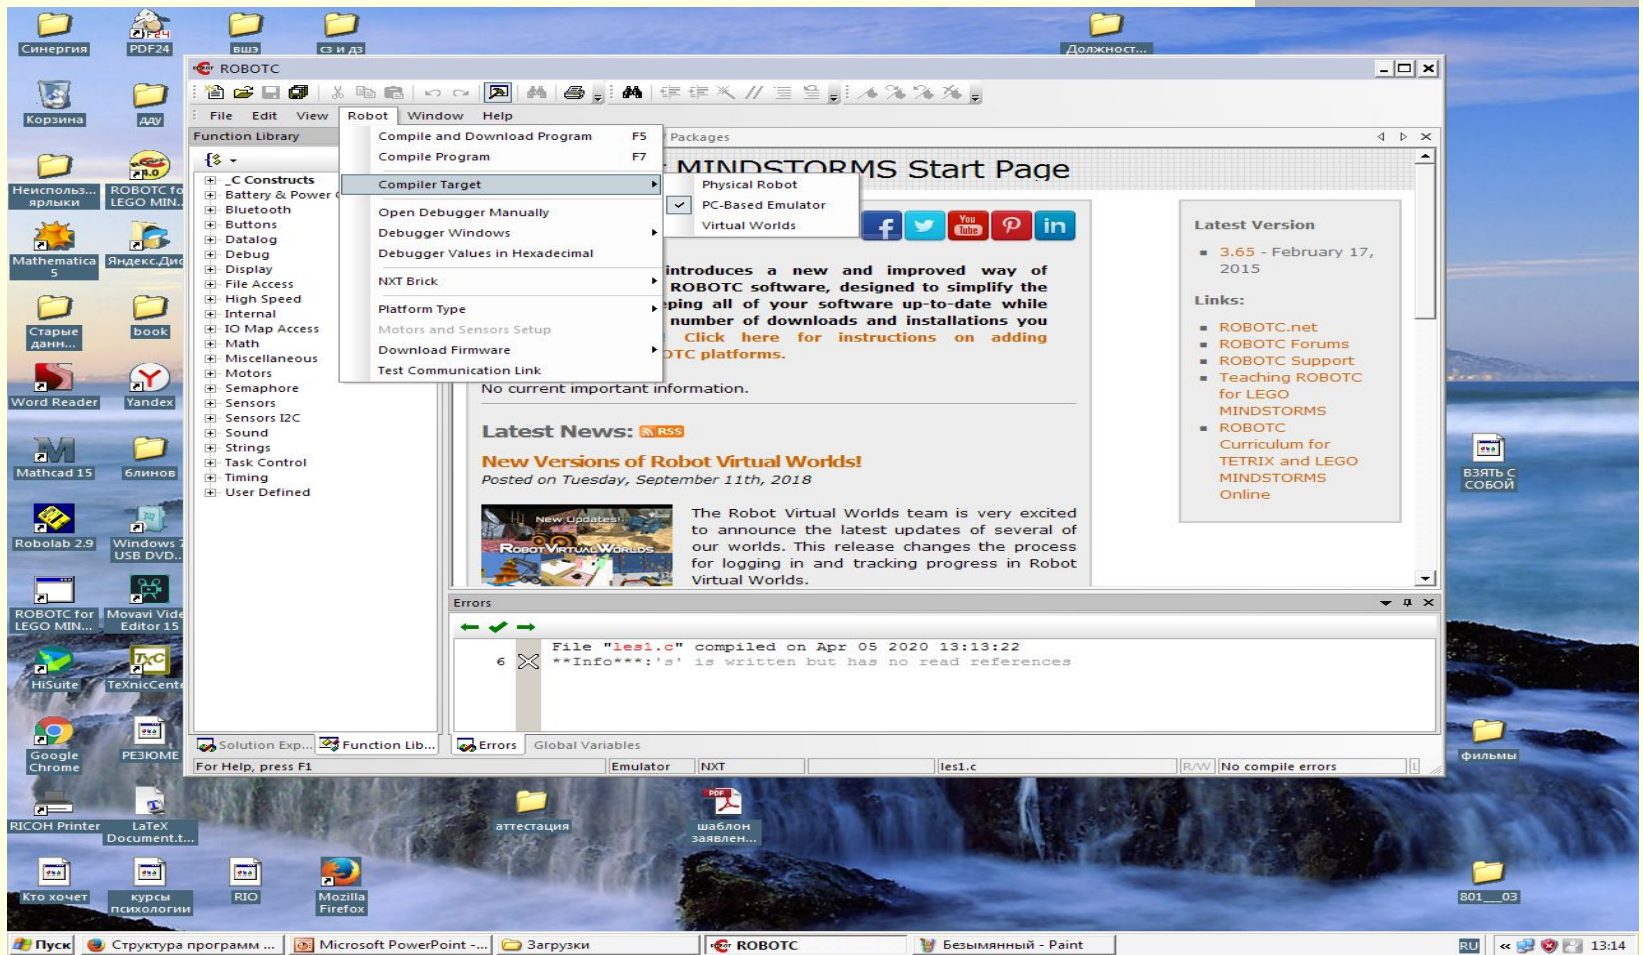 Синергия
PDF24
вшэ
сз и дз
Должност...
Корзина
дду
Неиспольз... ярлыки
ROBOTC fo LEGO MIN..
Mathematica 5
Яндекс.Дис
Старые данн...
book
Word Reader
Yandex
Mathcad 15
блинов
Robolab 2.9
Windows 7 USB DVD..
ROBOTC for LEGO MIN...
Movavi Vide Editor 15
HiSuite
TeXnicCente
Google Chrome
РЕЗЮМЕ
RICOH Printer
LaTeX Document.t...
Кто хочет
курсы психологии
RIO
Mozilla Firefox
аттестация
шаблон заявлен...
ВЗЯТЬ С СОБОЙ
фильмы
801___03
ROBOTC
File Edit View Robot Window Help
Function Library
_C Constructs
Battery & Power C
Bluetooth
Buttons
Datalog
Debug
Display
File Access
High Speed
Internal
IO Map Access
Math
Miscellaneous
Motors
Semaphore
Sensors
Sensors I2C
Sound
Strings
Task Control
Timing
User Defined
Compile and Download Program F5
Compile Program F7
Compiler Target
Open Debugger Manually
Debugger Windows
Debugger Values in Hexadecimal
NXT Brick
Platform Type
Motors and Sensors Setup
Download Firmware
Test Communication Link
Physical Robot
PC-Based Emulator
Virtual Worlds
Packages
MINDSTORMS Start Page
You Tube
in
introduces a new and improved way of
ROBOTC software, designed to simplify the
ping all of your software up-to-date while
number of downloads and installations you
Click here for instructions on adding
OTC platforms.
No current important information.
Latest News: RSS
New Versions of Robot Virtual Worlds!
Posted on Tuesday, September 11th, 2018
New Updates!
ROBOT VIRTUAL WORLDS
The Robot Virtual Worlds team is very excited
to announce the latest updates of several of
our worlds. This release changes the process
for logging in and tracking progress in Robot
Virtual Worlds.
Latest Version
3.65 - February 17,
2015
Links:
ROBOTC.net
ROBOTC Forums
ROBOTC Support
Teaching ROBOTC
for LEGO
MINDSTORMS
ROBOTC
Curriculum for
TETRIX and LEGO
MINDSTORMS
Online
Errors
File "les1.c" compiled on Apr 05 2020 13:13:22
6 **Info***:'s' is written but has no read references
Solution Exp... Function Lib...
Errors Global Variables
For Help, press F1
Emulator NXT les1.c R/W No compile errors L
Пуск
Структура программ ...
Microsoft PowerPoint -...
Загрузки
ROBOTC
Безымянный - Paint
RU
13:14